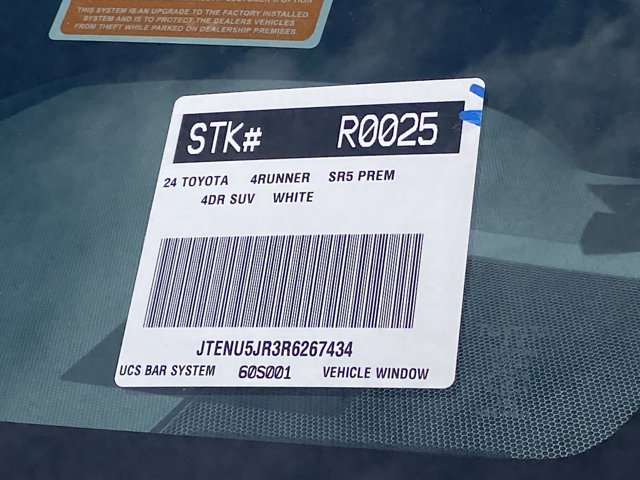 THIS SYSTEM IS AN UPGRADE TO THE FACTORY INSTALLED
SYSTEM AND IS TO PROTECT THE DEALERS VEHICLES
FROM THEFT WHILE PARKED ON DEALERSHIP PREMISES
STK# R0025
24 TOYOTA 4RUNNER SR5 PREM
4DR SUV WHITE
JTENU5JR3R6267434
UCS BAR SYSTEM 60S001 VEHICLE WINDOW